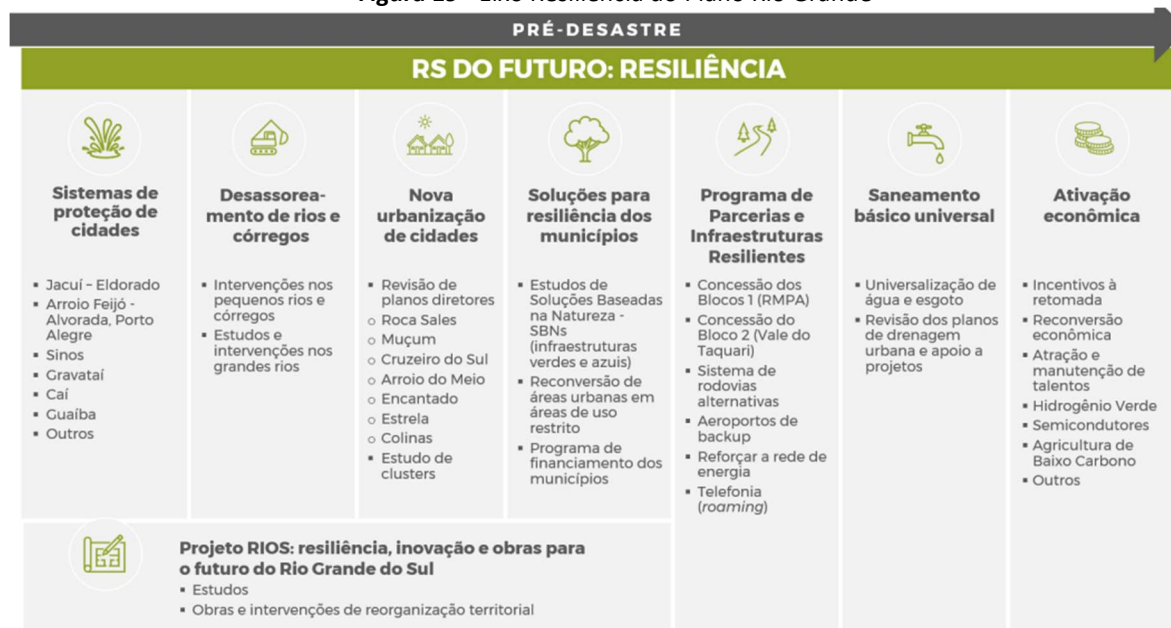 Figura 13 - Eixo Resiliência do Plano Rio Grande
PRÉ-DESASTRE
RS DO FUTURO: RESILIÊNCIA
Sistemas de
proteção de
cidades
▪ Jacuí – Eldorado
▪ Arroio Feijó -
Alvorada, Porto
Alegre
▪ Sinos
▪ Gravataí
▪ Caí
▪ Guaíba
▪ Outros
Desassorea-
mento de rios e
córregos
▪ Intervenções nos
pequenos rios e
córregos
▪ Estudos e
intervenções nos
grandes rios
Nova
urbanização
de cidades
▪ Revisão de
planos diretores
o Roca Sales
o Muçum
o Cruzeiro do Sul
o Arroio do Meio
o Encantado
o Estrela
o Colinas
▪ Estudo de
clusters
Soluções para
resiliência dos
municípios
▪ Estudos de
Soluções Baseadas
na Natureza -
SBNs
(infraestruturas
verdes e azuis)
▪ Reconversão de
áreas urbanas em
áreas de uso
restrito
▪ Programa de
financiamento dos
municípios
Programa de
Parcerias e
Infraestruturas
Resilientes
▪ Concessão dos
Blocos 1 (RMPA)
▪ Concessão do
Bloco 2 (Vale do
Taquari)
▪ Sistema de
rodovias
alternativas
▪ Aeroportos de
backup
▪ Reforçar a rede de
energia
▪ Telefonia
(roaming)
Saneamento
básico universal
▪ Universalização de
água e esgoto
▪ Revisão dos planos
de drenagem
urbana e apoio a
projetos
Ativação
econômica
▪ Incentivos à
retomada
▪ Reconversão
econômica
▪ Atração e
manutenção de
talentos
▪ Hidrogênio Verde
▪ Semicondutores
▪ Agricultura de
Baixo Carbono
▪ Outros
Projeto RIOS: resiliência, inovação e obras para
o futuro do Rio Grande do Sul
▪ Estudos
▪ Obras e intervenções de reorganização territorial